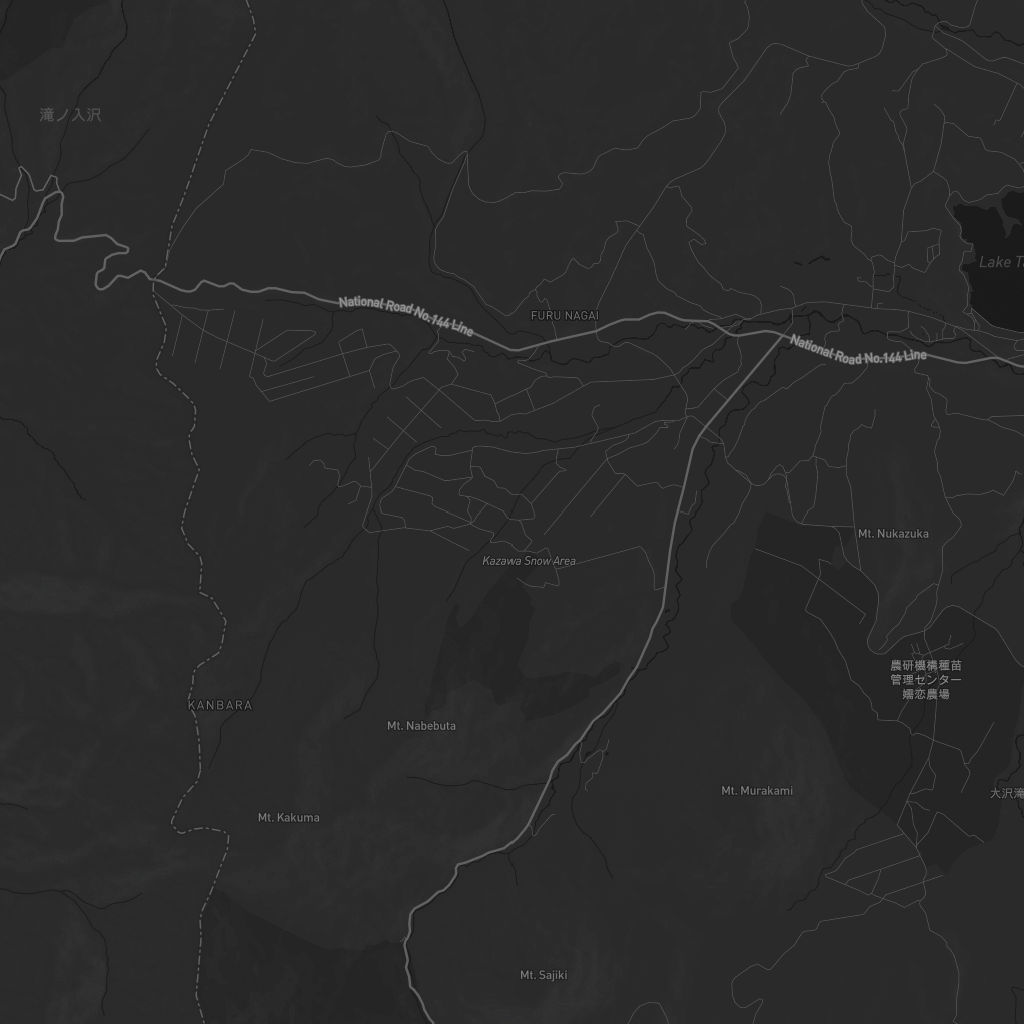 滝ノ入沢
Lake Ta
National Road No.144 Line
FURU NAGAI
National Road No.144 Line
Mt. Nukazuka
Kazawa Snow Area
農研機構種苗
管理センター
嬬恋農場
KANBARA
Mt. Nabebuta
Mt. Murakami
大沢滝
Mt. Kakuma
Mt. Sajiki